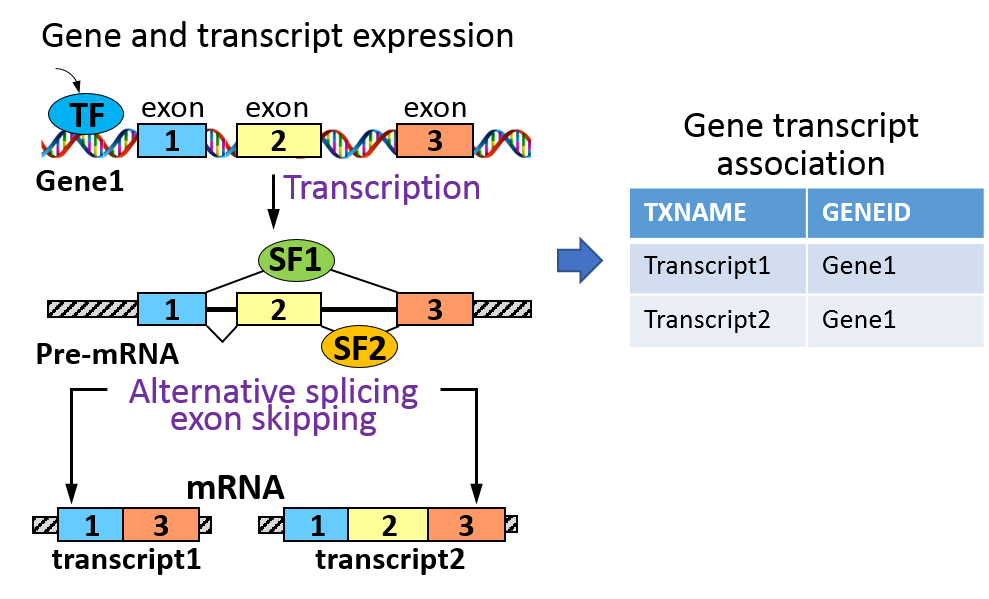 Gene and transcript expression
TF
exon exon exon
1 2 3
Gene1
Transcription
SF1
1 2 3
SF2
Pre-mRNA
Alternative splicing
exon skipping
mRNA
1 3 1 2 3
transcript1 transcript2
Gene transcript
association
TXNAME GENEID
Transcript1 Gene1
Transcript2 Gene1